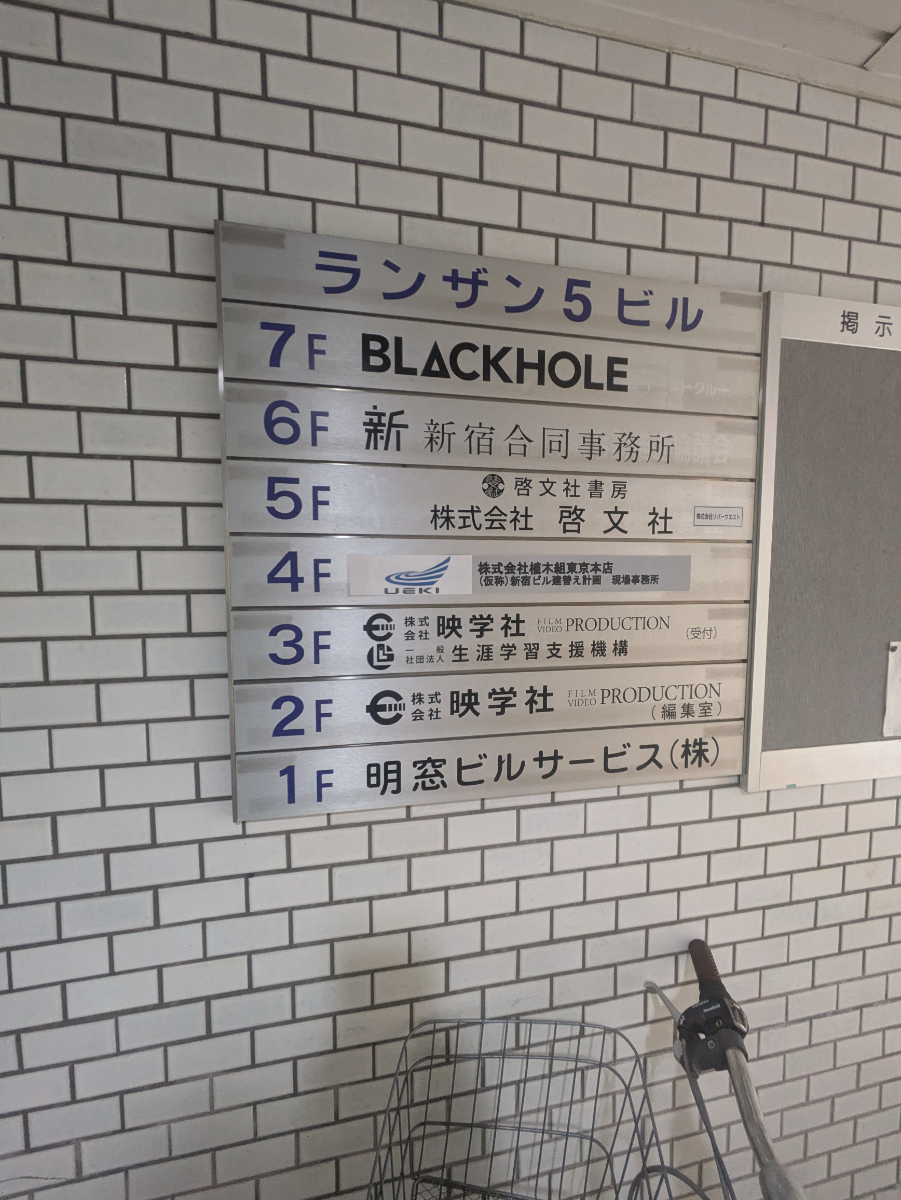 ランザン5ビル
7F BLACKHOLE
6F 新 新宿合同事務所
5F 啓文社書房
株式会社 啓文社 株式会社リバーウエスト
4F UEKI 株式会社植木組東京本店
(仮称)新宿ビル建替え計画 現場事務所
3F 株式会社 映学社 FILM VIDEO PRODUCTION (受付)
一般社団法人 生涯学習支援機構
2F 株式会社 映学社 FILM VIDEO PRODUCTION
(編集室)
1F 明窓ビルサービス(株)
掲示